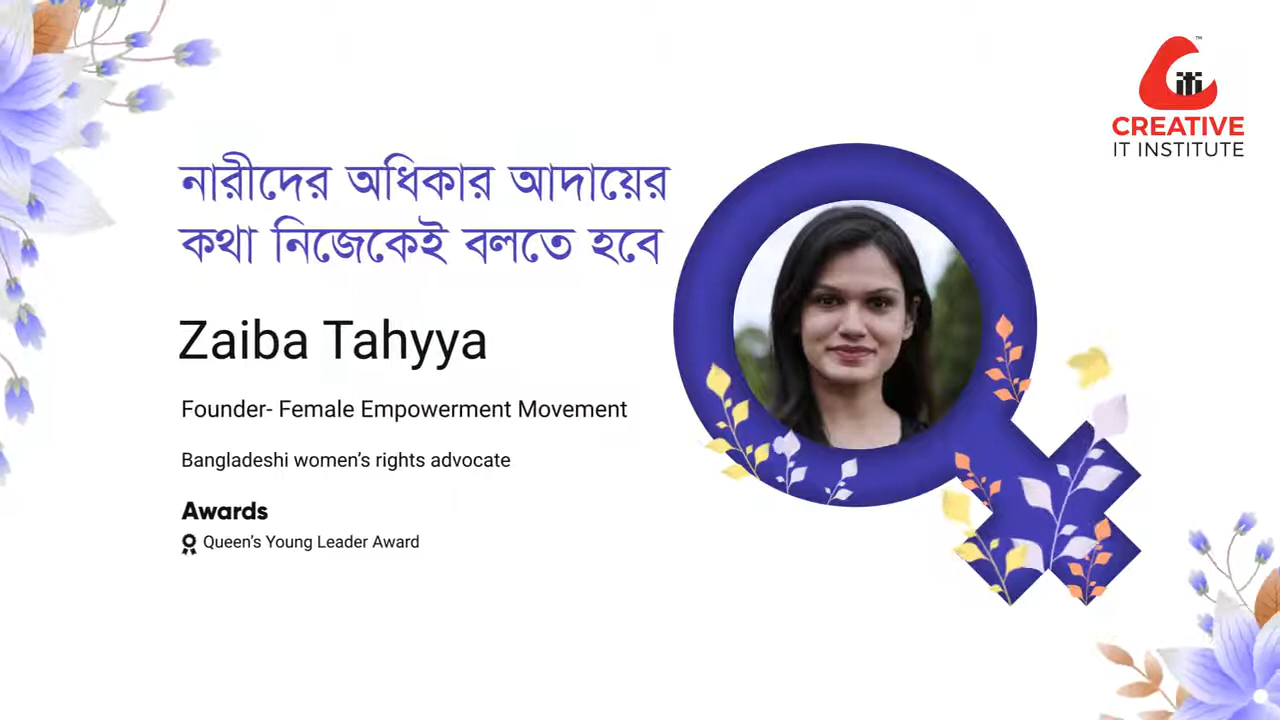 CREATIVE
IT INSTITUTE
নারীদের অধিকার আদায়ের
কথা নিজেকেই বলতে হবে
Zaiba Tahyya
Founder- Female Empowerment Movement
Bangladeshi women’s rights advocate
Awards
Queen’s Young Leader Award